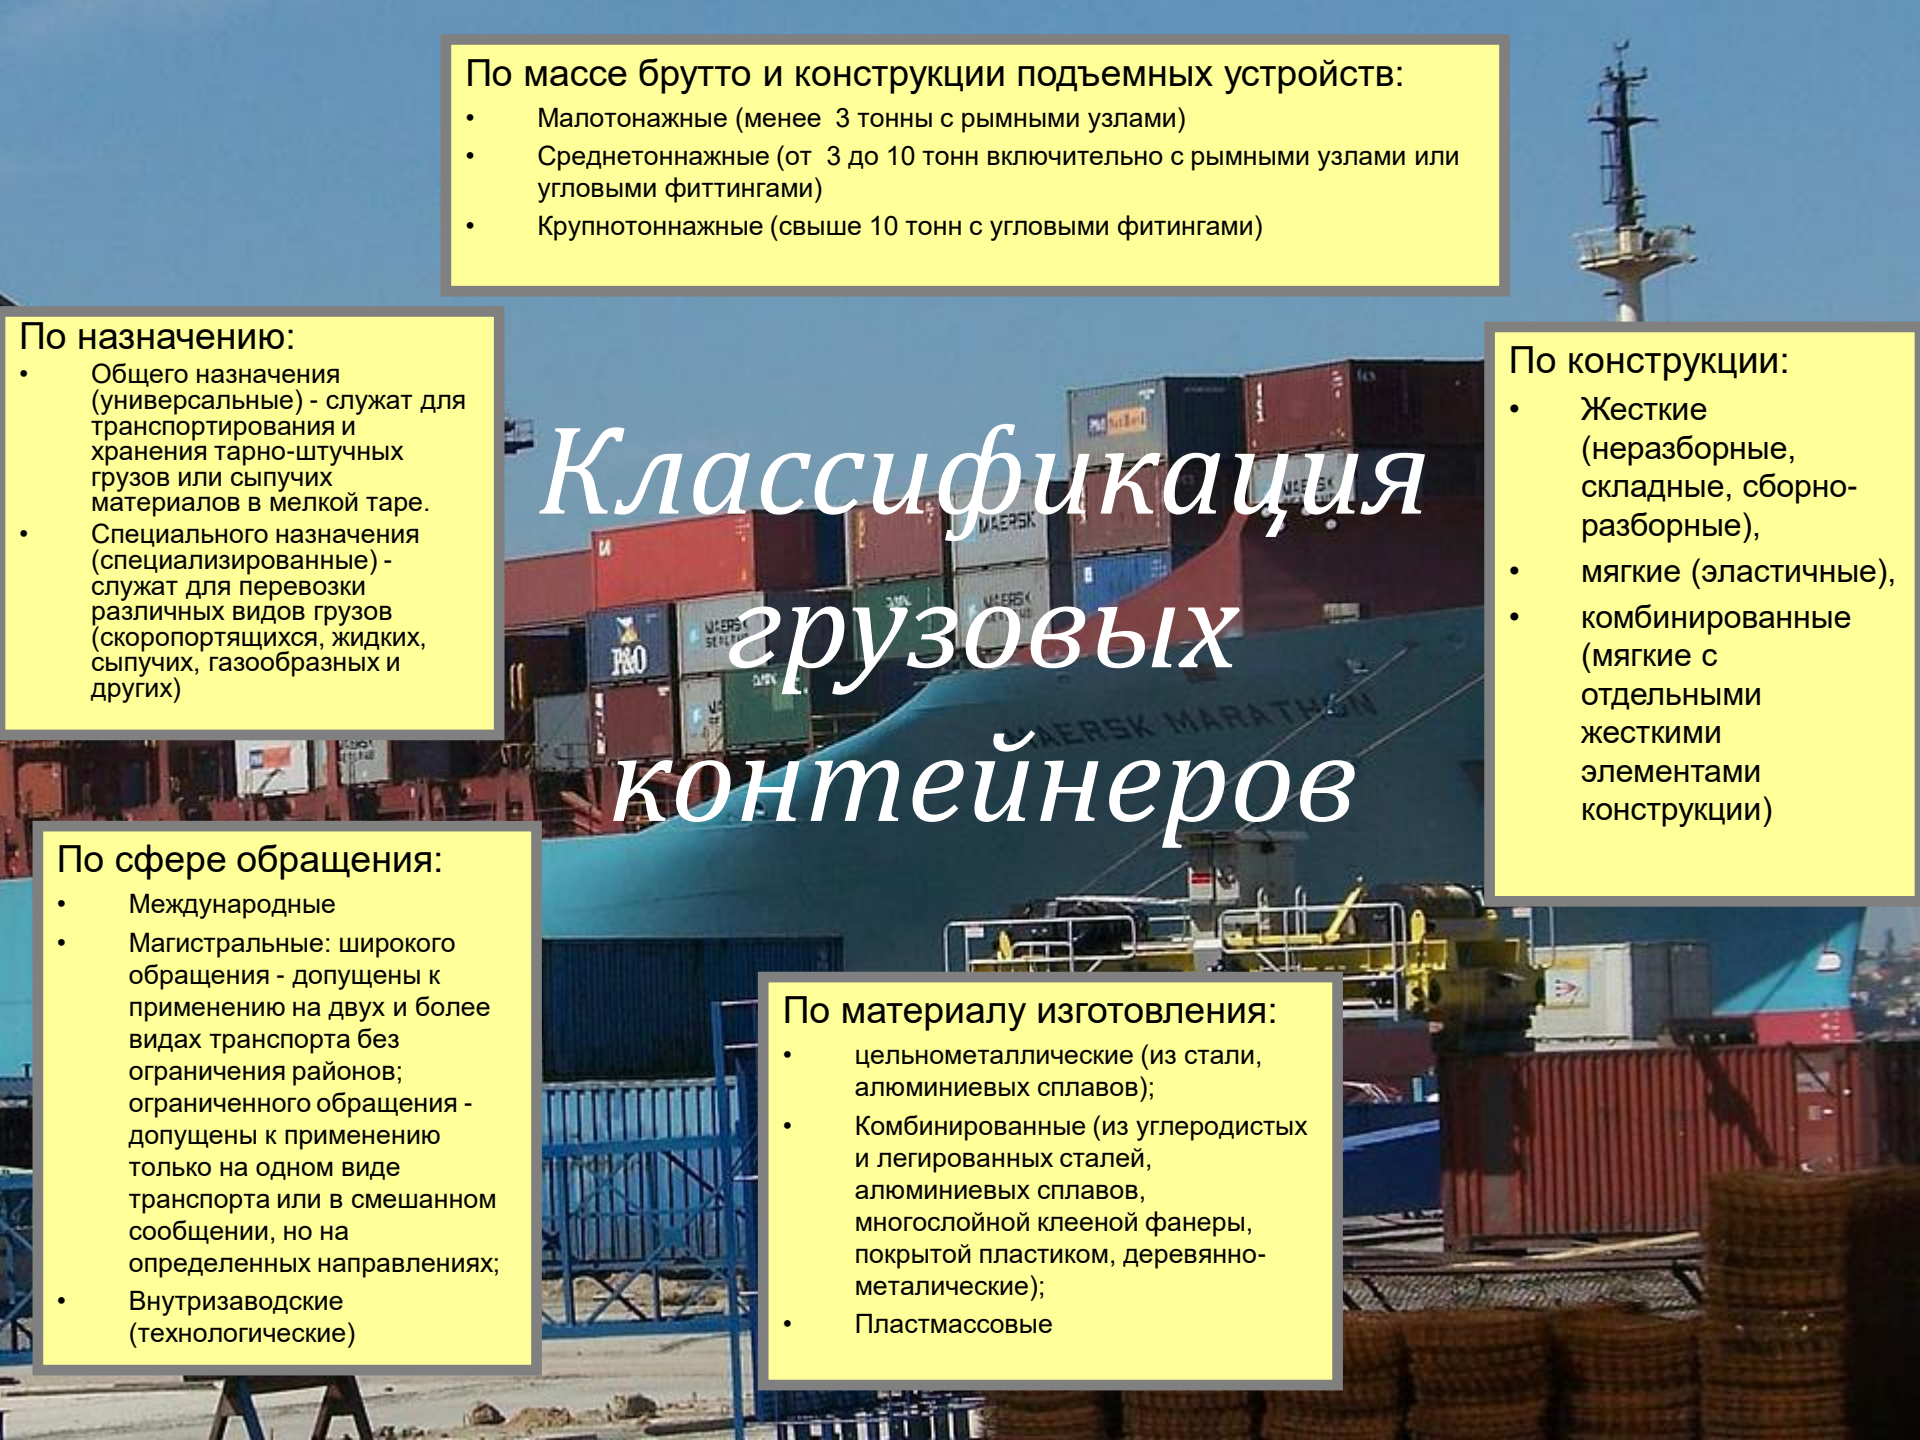 По массе брутто и конструкции подъемных устройств:
• Малотонажные (менее  3 тонны с рымными узлами)
• Среднетоннажные (от  3 до 10 тонн включительно с рымными узлами или
угловыми фиттингами)
• Крупнотоннажные (свыше 10 тонн с угловыми фитингами)
По назначению:
• Общего назначения
(универсальные) - служат для
транспортирования и
хранения тарно-штучных
грузов или сыпучих
материалов в мелкой таре.
• Специального назначения
(специализированные) -
служат для перевозки
различных видов грузов
(скоропортящихся, жидких,
сыпучих, газообразных и
других)
Классификация
грузовых
контейнеров
По конструкции:
• Жесткие
(неразборные,
складные, сборно-
разборные),
• мягкие (эластичные),
• комбинированные
(мягкие с
отдельными
жесткими
элементами
конструкции)
По сфере обращения:
• Международные
• Магистральные: широкого
обращения - допущены к
применению на двух и более
видах транспорта без
ограничения районов;
ограниченного обращения -
допущены к применению
только на одном виде
транспорта или в смешанном
сообщении, но на
определенных направлениях;
• Внутризаводские
(технологические)
По материалу изготовления:
• цельнометаллические (из стали,
алюминиевых сплавов);
• Комбинированные (из углеродистых
и легированных сталей,
алюминиевых сплавов,
многослойной клееной фанеры,
покрытой пластиком, деревянно-
металические);
• Пластмассовые
MAERSK
P&O
MAERSK MARATHON